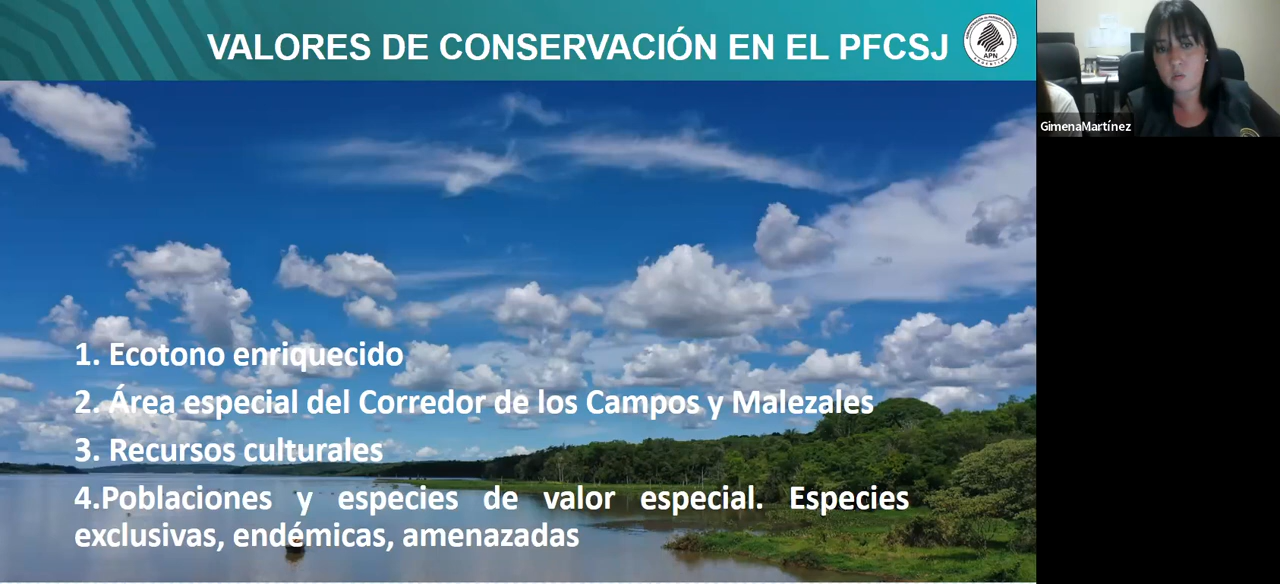 VALORES DE CONSERVACIÓN EN EL PFCSJ
APN
GimenaMartínez
1. Ecotono enriquecido
2. Área especial del Corredor de los Campos y Malezales
3. Recursos culturales
4.Poblaciones y especies de valor especial. Especies
exclusivas, endémicas, amenazadas